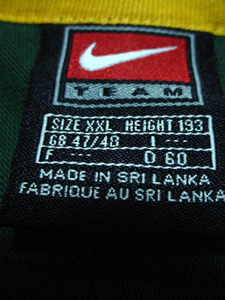 TEAM
SIZE XXL HEIGHT 193
GB 47/48 I ---
F --- D 60
MADE IN SRI LANKA
FABRIQUE AU SRI LANKA